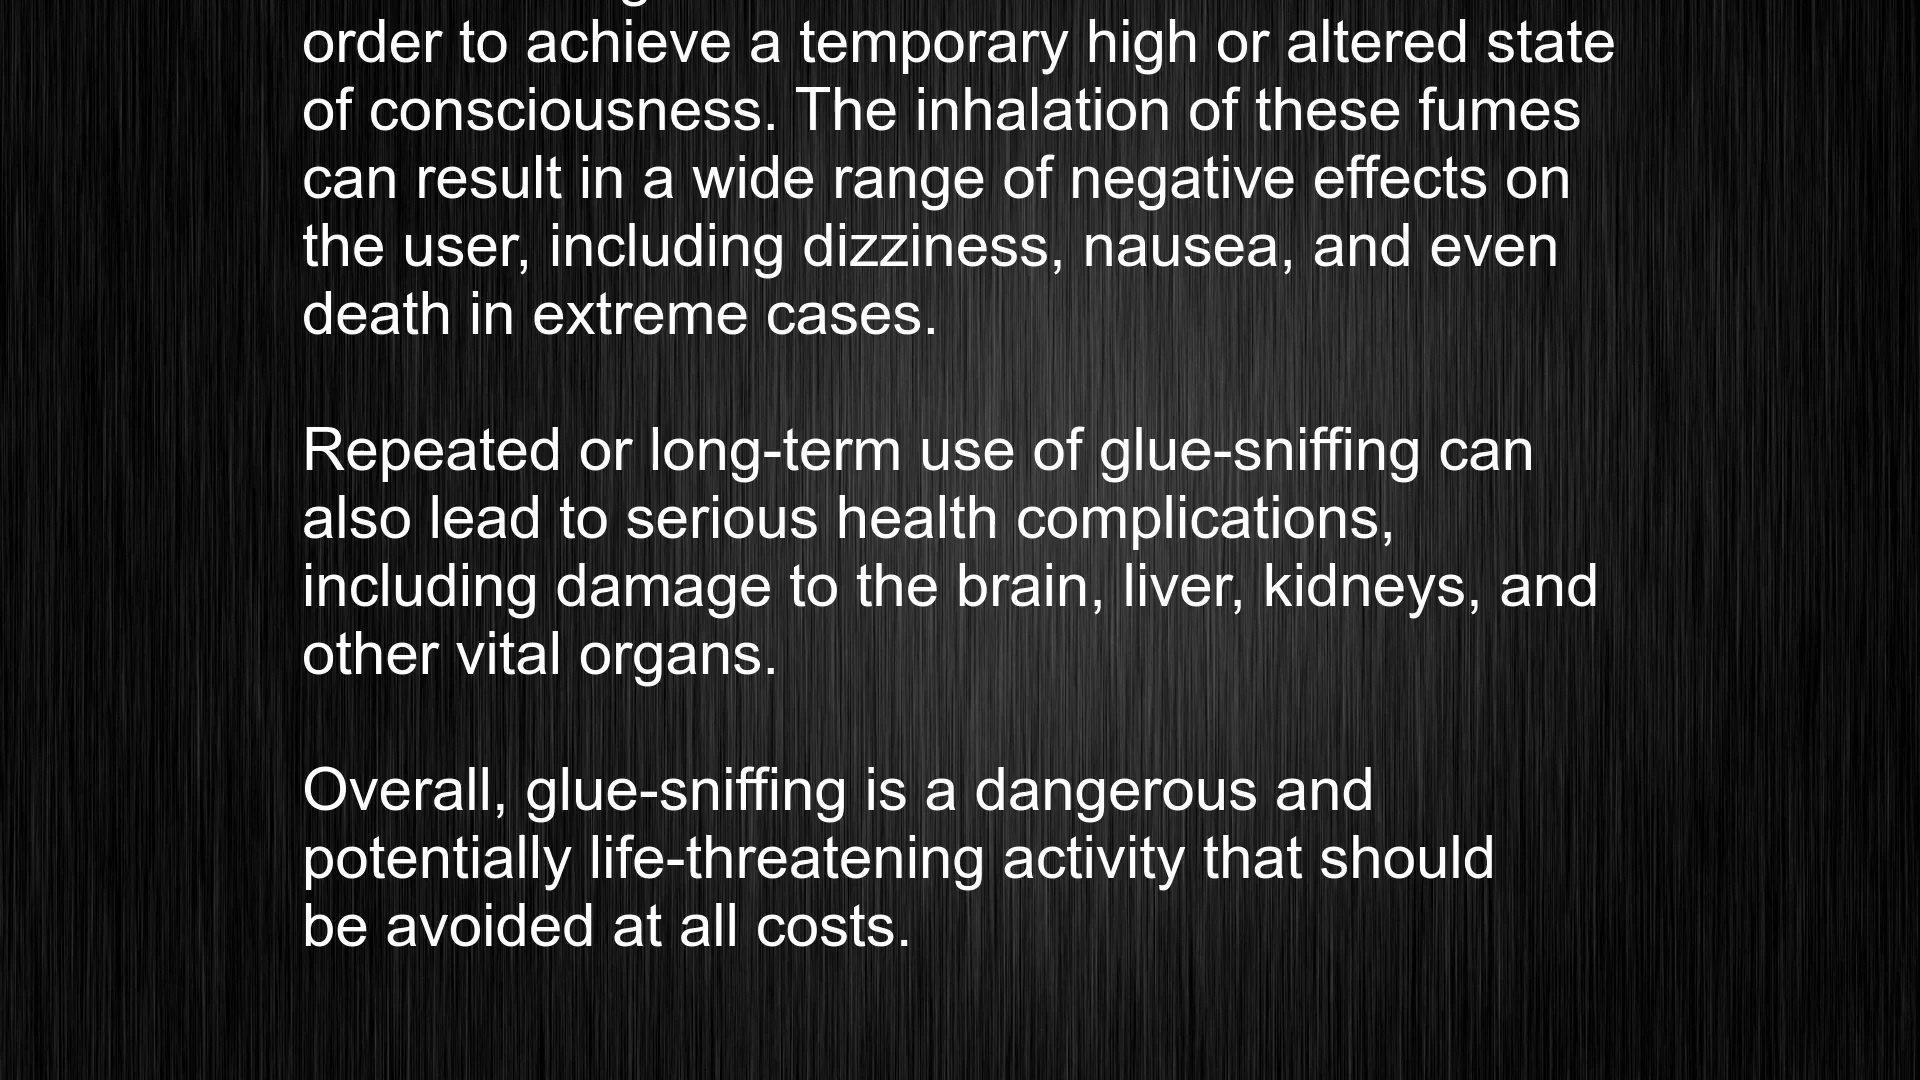 order to achieve a temporary high or altered state
of consciousness. The inhalation of these fumes
can result in a wide range of negative effects on
the user, including dizziness, nausea, and even
death in extreme cases.
Repeated or long-term use of glue-sniffing can
also lead to serious health complications,
including damage to the brain, liver, kidneys, and
other vital organs.
Overall, glue-sniffing is a dangerous and
potentially life-threatening activity that should
be avoided at all costs.